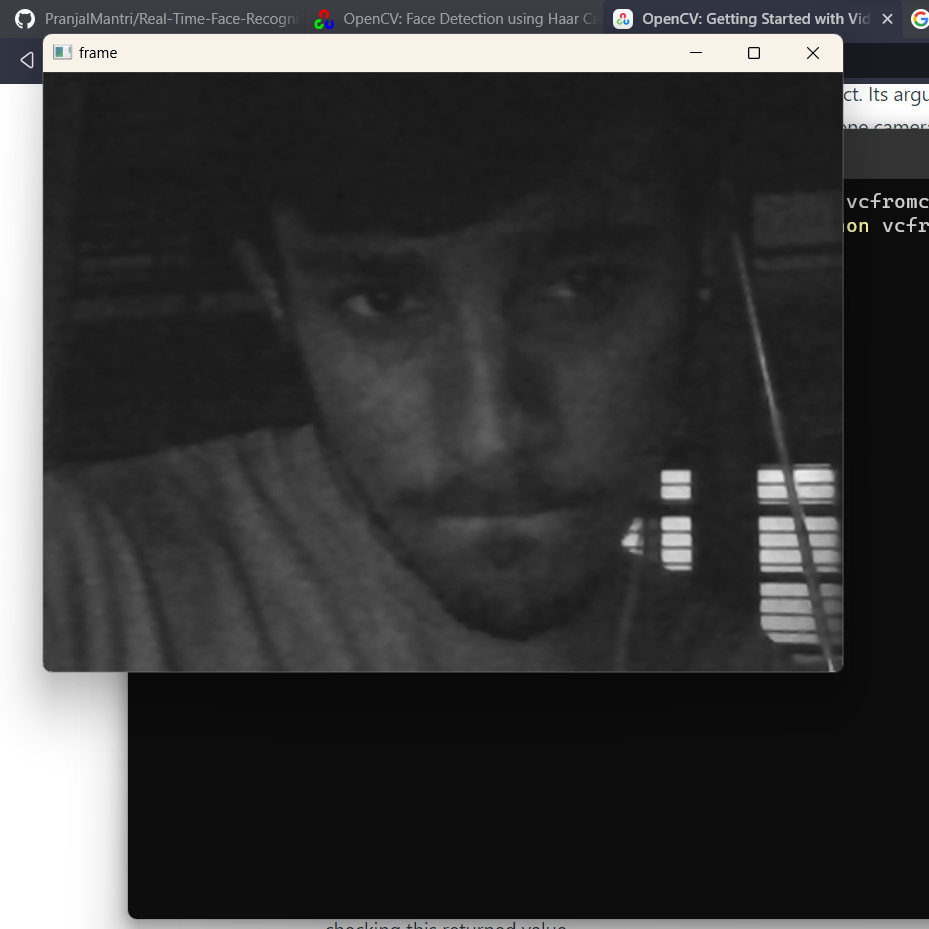 PranjalMantri/Real-Time-Face-Recogni
OpenCV: Face Detection using Haar Ca
OpenCV: Getting Started with Vid
frame
ct. Its argu
one camer
vcfromc
on vcfr
checking this returned value